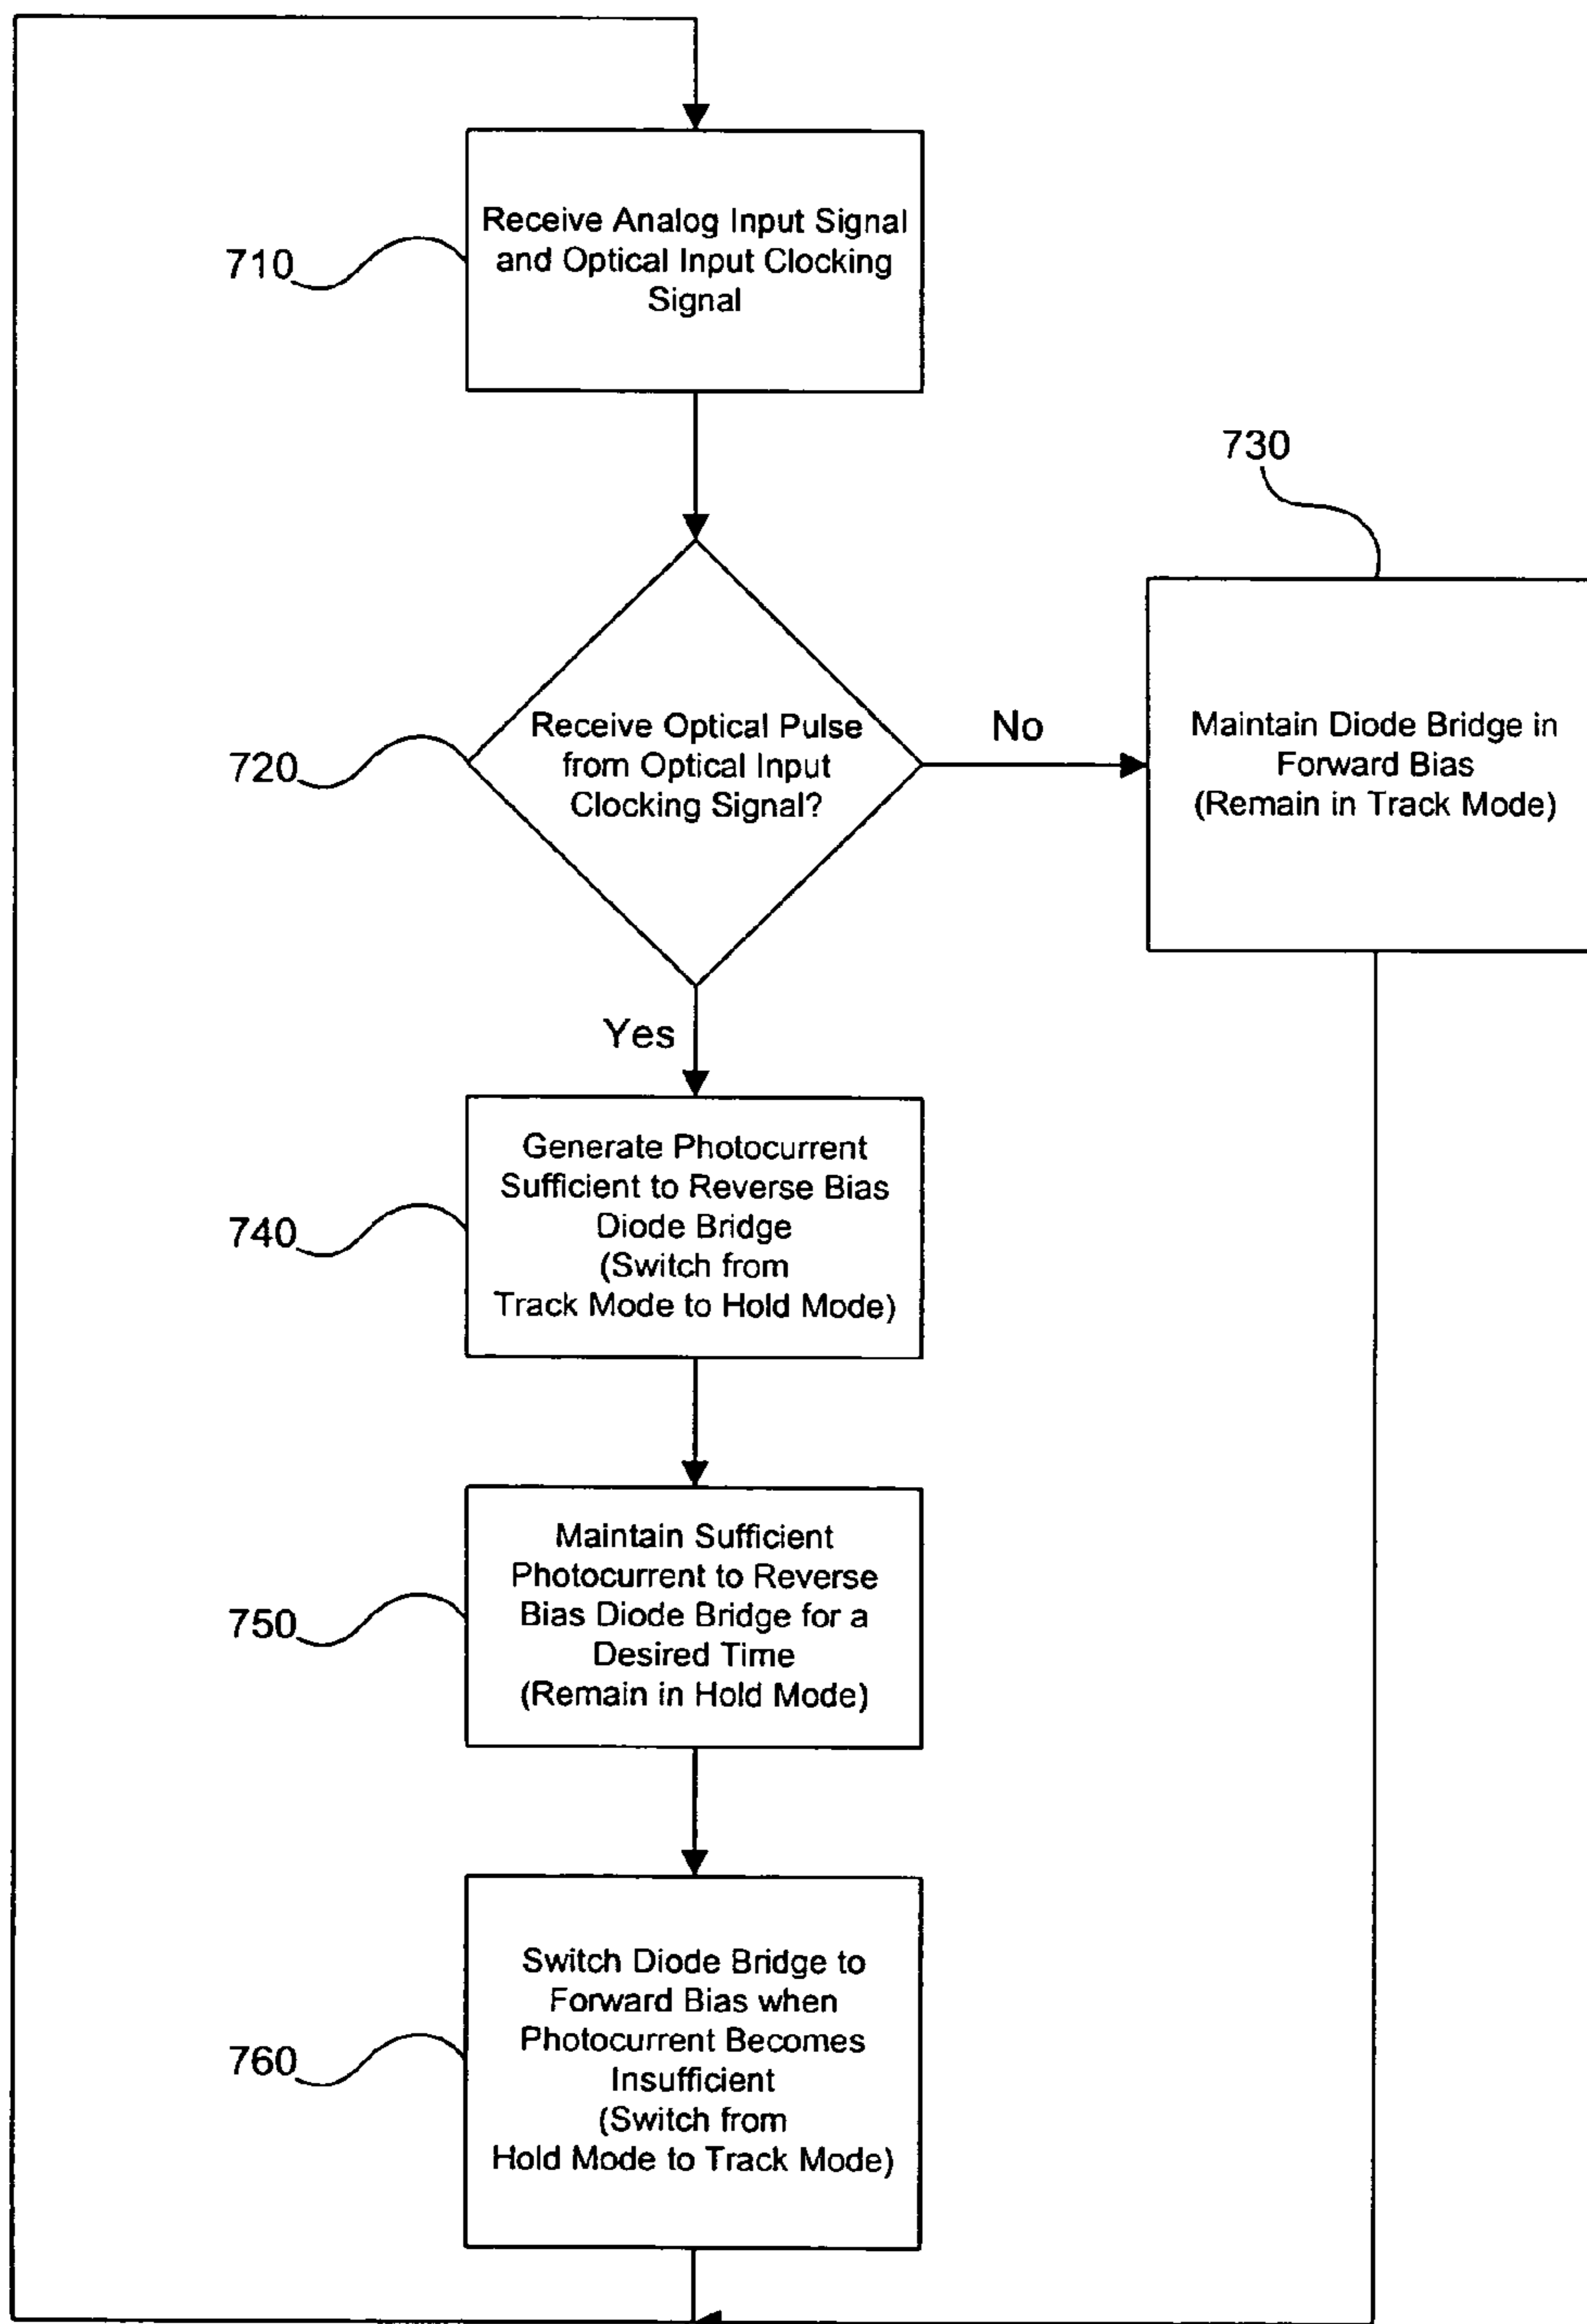 710
Receive Analog Input Signal
and Optical Input Clocking
Signal
720
Receive Optical Pulse
from Optical Input
Clocking Signal?
No
730
Maintain Diode Bridge in
Forward Bias
(Remain in Track Mode)
Yes
740
Generate Photocurrent
Sufficient to Reverse Bias
Diode Bridge
(Switch from
Track Mode to Hold Mode)
750
Maintain Sufficient
Photocurrent to Reverse
Bias Diode Bridge for a
Desired Time
(Remain in Hold Mode)
760
Switch Diode Bridge to
Forward Bias when
Photocurrent Becomes
Insufficient
(Switch from
Hold Mode to Track Mode)